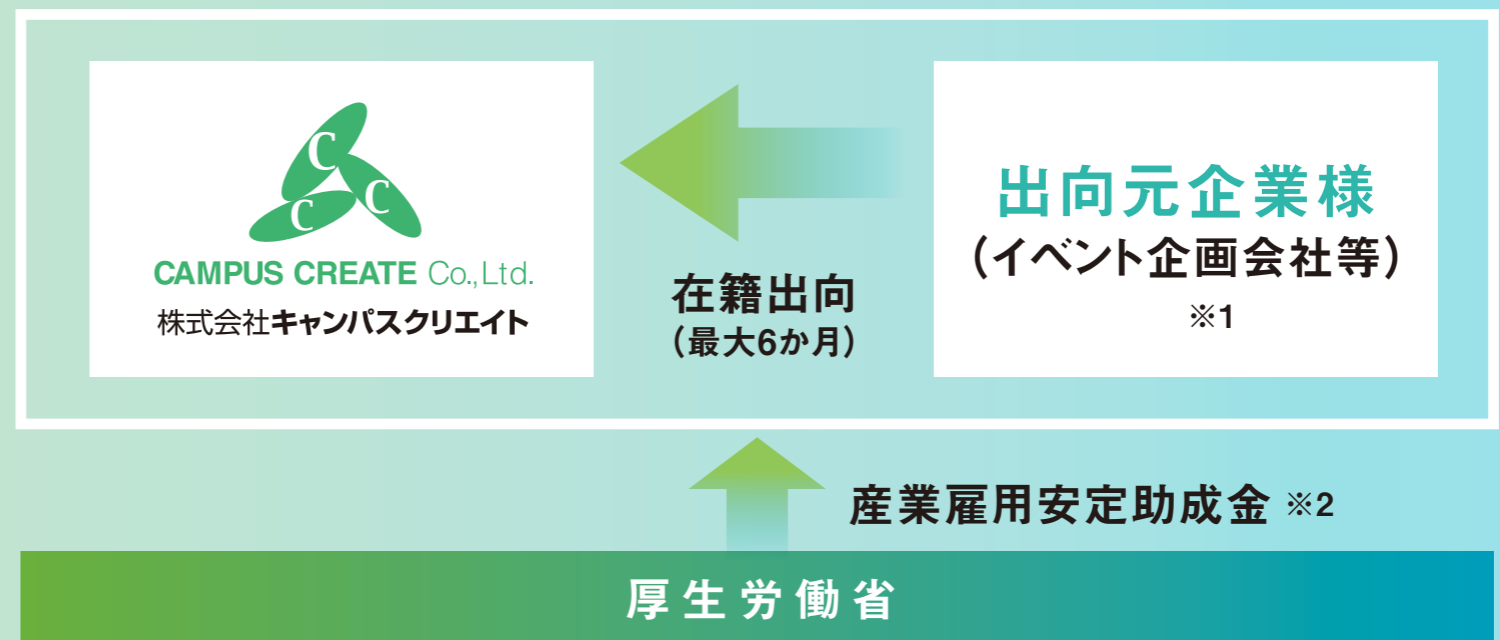 C
C
C
CAMPUS CREATE Co.,Ltd.
株式会社キャンパスクリエイト
在籍出向
（最大6か月）
出向元企業様
（イベント企画会社等）
※1
産業雇用安定助成金 ※2
厚生労働省